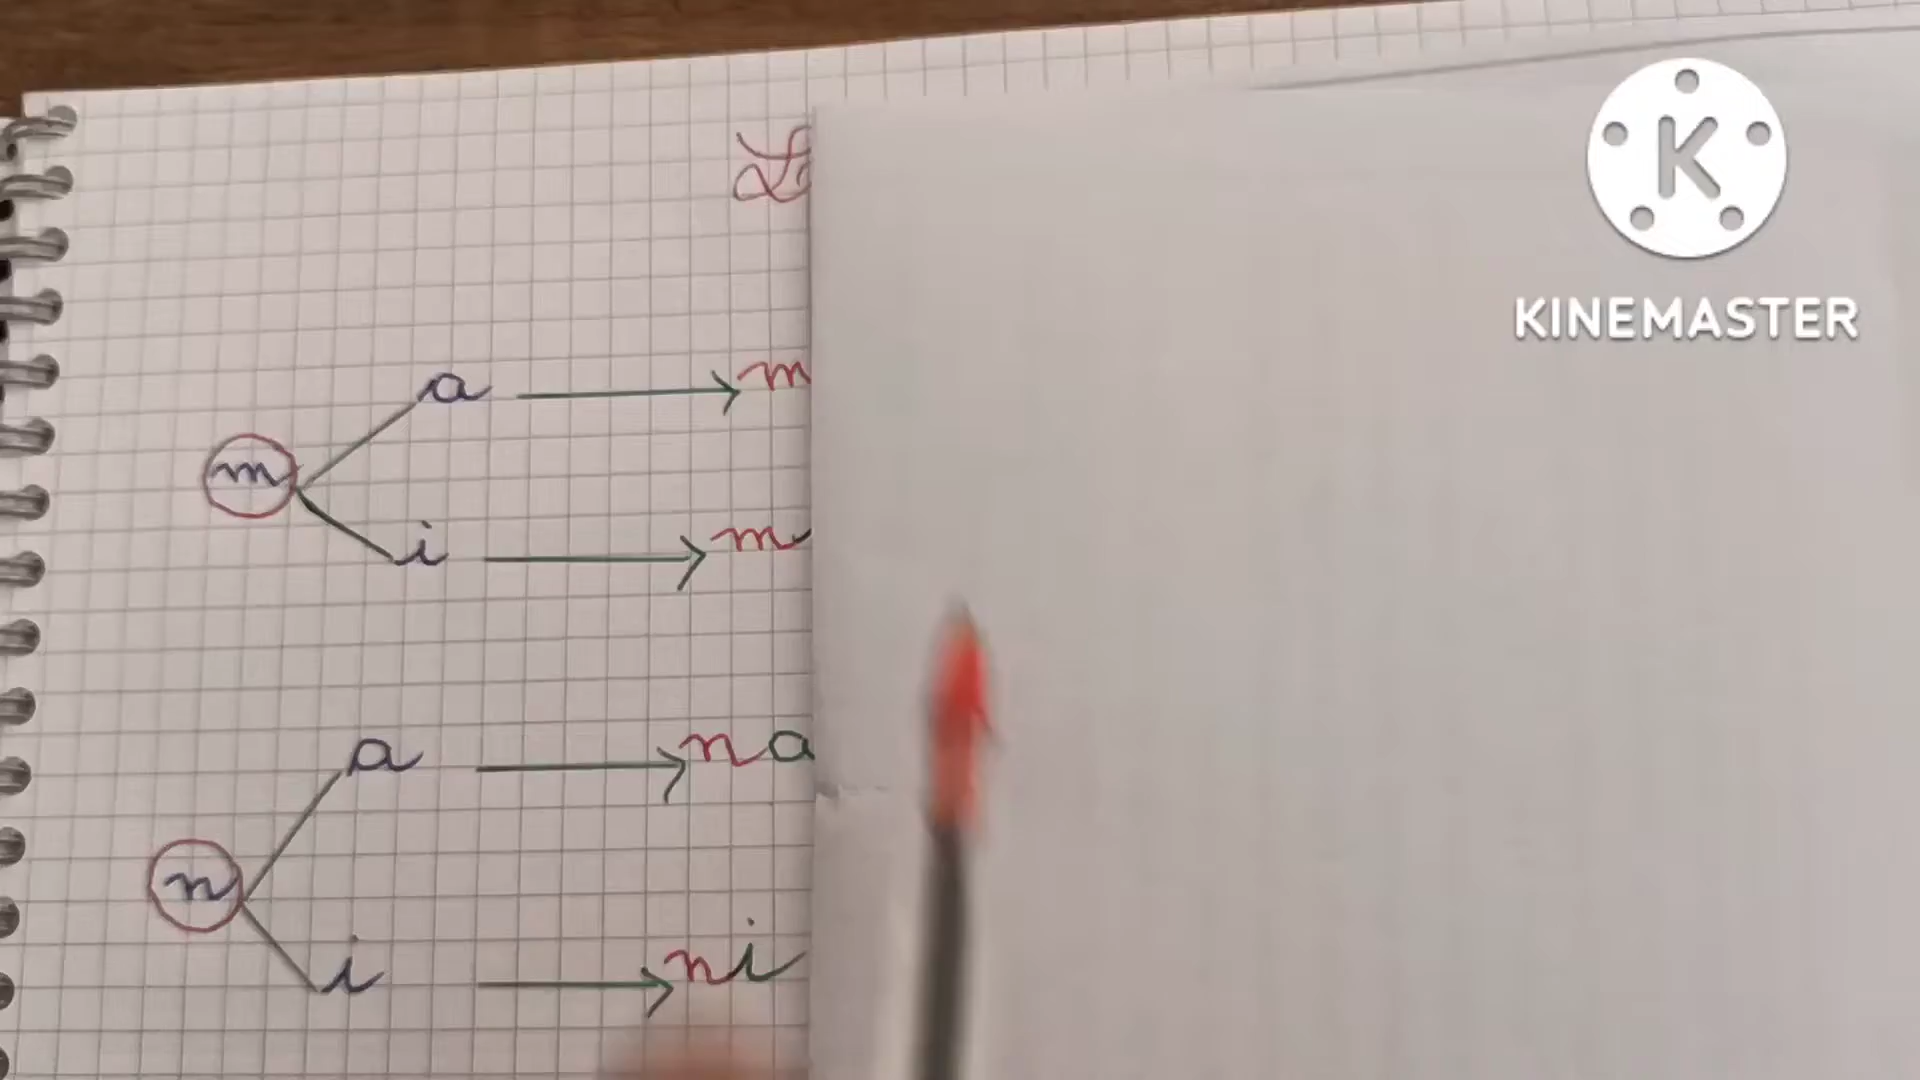 K
KINEMASTER
a → m
m
i → m
a → na
n
i → ni